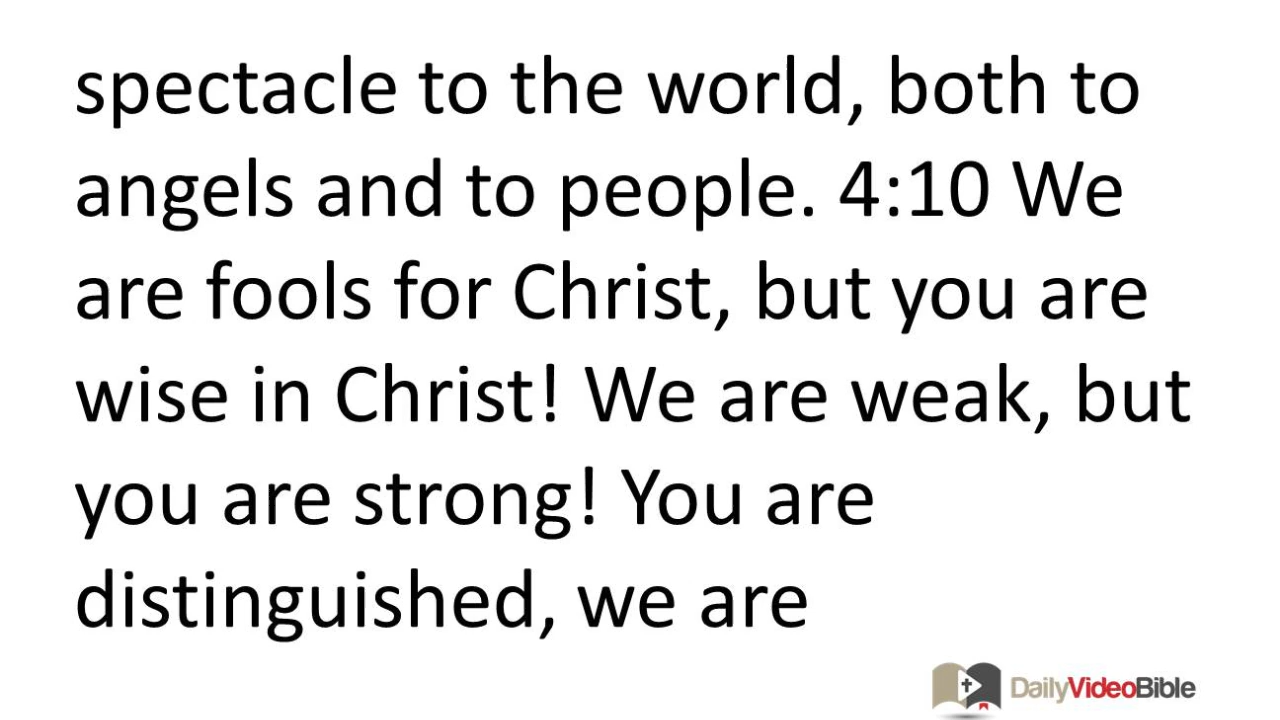 spectacle to the world, both to
angels and to people. 4:10 We
are fools for Christ, but you are
wise in Christ! We are weak, but
you are strong! You are
distinguished, we are
DailyVideoBible